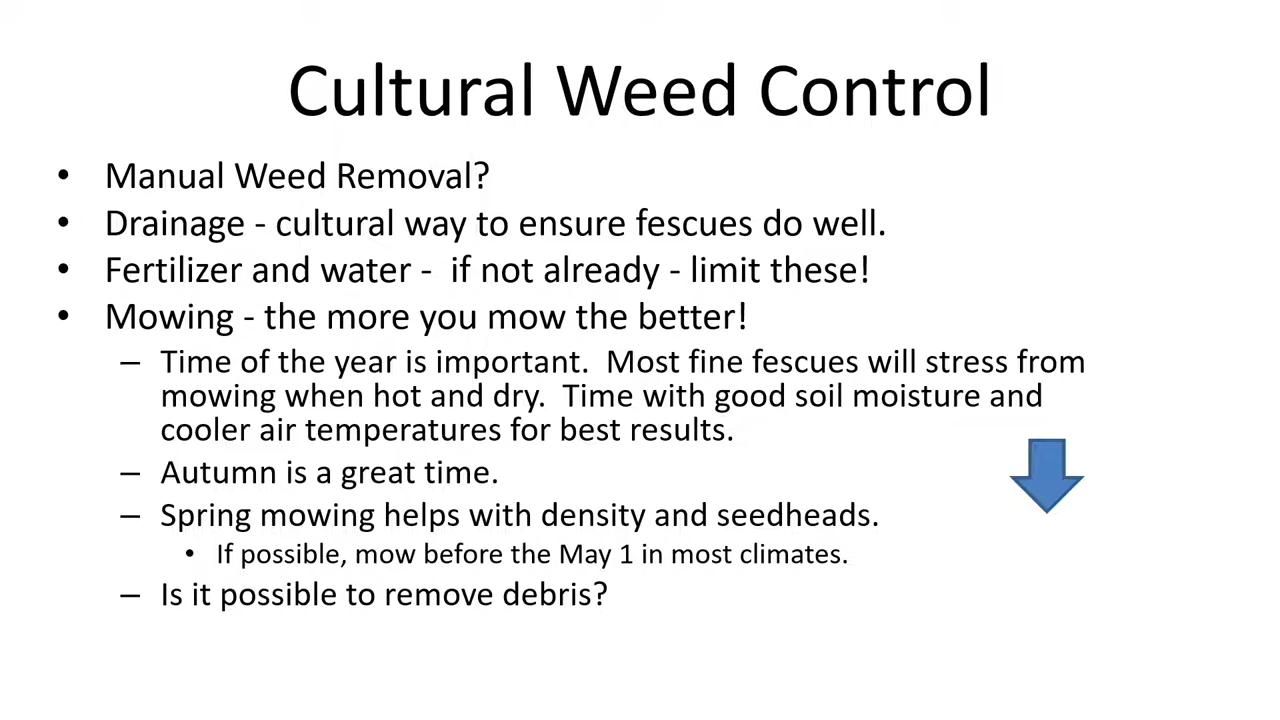 Cultural Weed Control
• Manual Weed Removal?
• Drainage - cultural way to ensure fescues do well.
• Fertilizer and water -  if not already - limit these!
• Mowing - the more you mow the better!
– Time of the year is important.  Most fine fescues will stress from
mowing when hot and dry.  Time with good soil moisture and
cooler air temperatures for best results.
– Autumn is a great time.
– Spring mowing helps with density and seedheads.
• If possible, mow before the May 1 in most climates.
– Is it possible to remove debris?